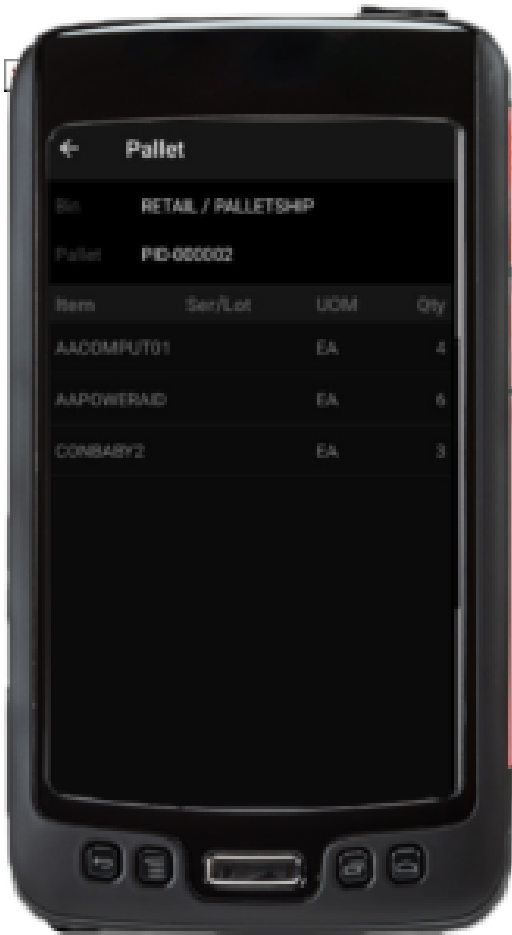 Pallet
Bin RETAIL / PALLETSHIP
Pallet PID-000002
Item Ser/Lot UOM Qty
AACOMPUT01 EA 4
AAPOWERAID EA 6
CONBABY2 EA 3